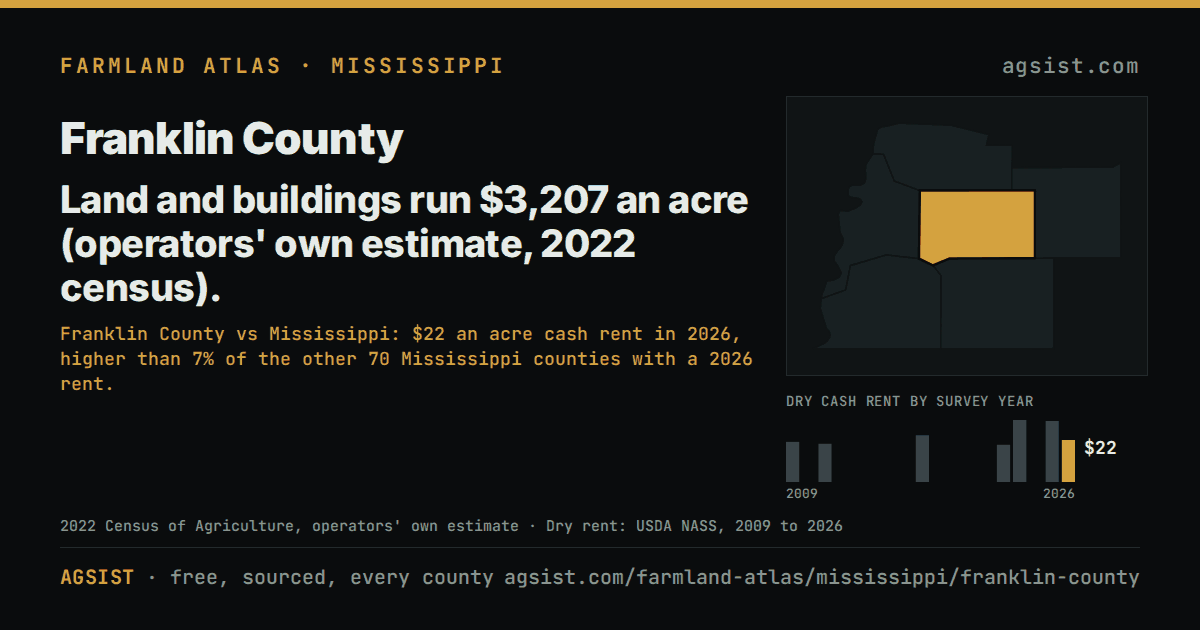 FARMLAND ATLAS · MISSISSIPPI
agsist.com
Franklin County
Land and buildings run $3,207 an acre
(operators' own estimate, 2022
census).
Franklin County vs Mississippi: $22 an acre cash rent in 2026,
higher than 7% of the other 70 Mississippi counties with a 2026
rent.
DRY CASH RENT BY SURVEY YEAR
$22
2009
2026
2022 Census of Agriculture, operators' own estimate · Dry rent: USDA NASS, 2009 to 2026
AGSIST · free, sourced, every county
agsist.com/farmland-atlas/mississippi/franklin-county